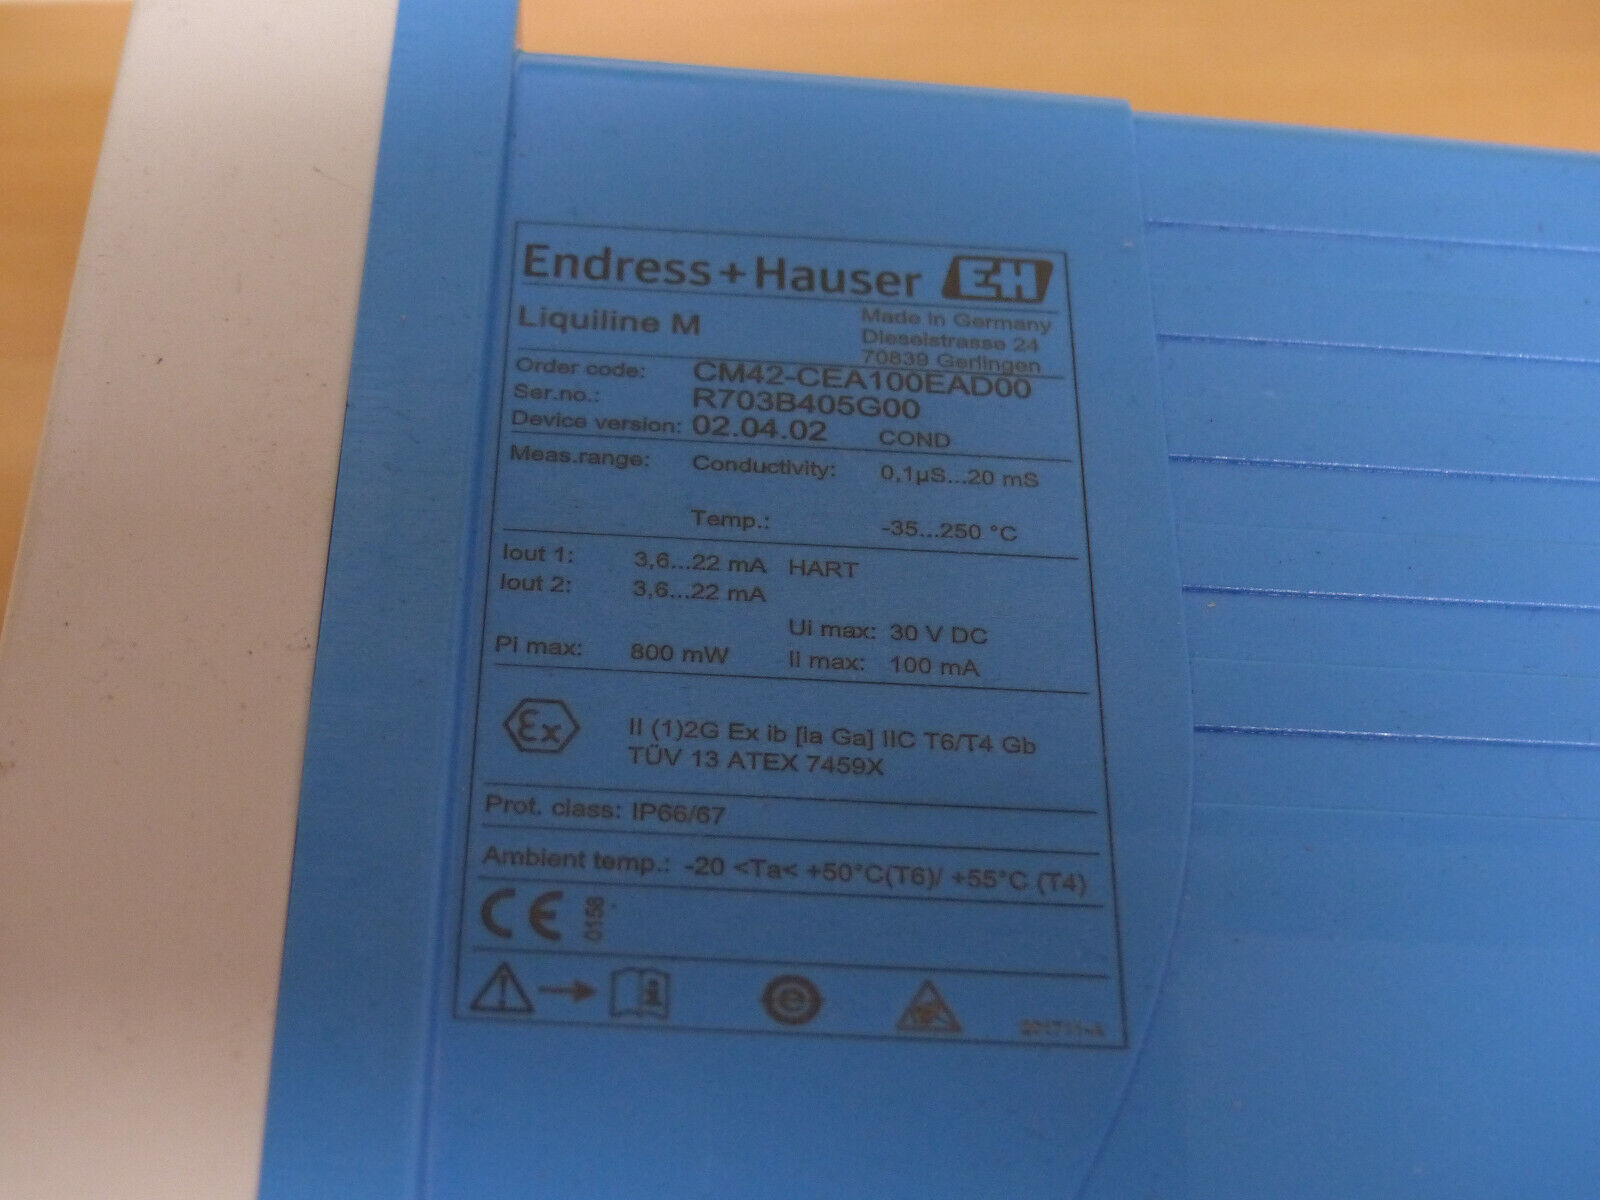 Endress+Hauser EH
Liquiline M
Made in Germany
Dieselstrasse 24
70839 Gerlingen
Order code: CM42-CEA100EAD00
Ser.no.: R703B405G00
Device version: 02.04.02 COND
Meas.range: Conductivity: 0,1µS...20 mS
Temp.: -35...250 °C
Iout 1: 3,6...22 mA HART
Iout 2: 3,6...22 mA
Ui max: 30 V DC
Pi max: 800 mW Ii max: 100 mA
Ex II (1)2G Ex ib [ia Ga] IIC T6/T4 Gb
TÜV 13 ATEX 7459X
Prot. class: IP66/67
Ambient temp.: -20 <Ta< +50°C(T6)/ +55°C (T4)
CE 0158
i e